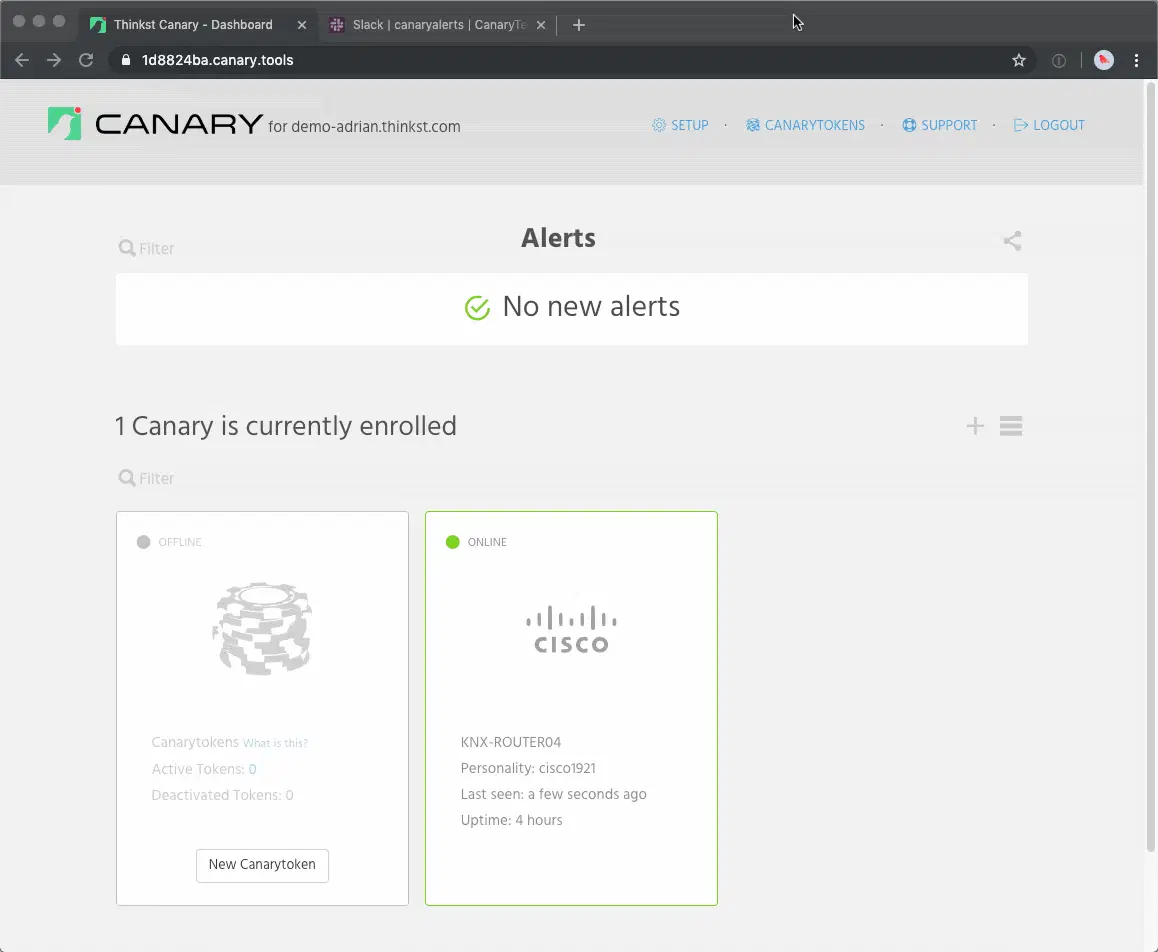 Thinkst Canary - Dashboard
Slack | canaryalerts | CanaryTe
1d8824ba.canary.tools
CANARY for demo-adrian.thinkst.com
SETUP · CANARYTOKENS · SUPPORT · LOGOUT
Filter
Alerts
No new alerts
1 Canary is currently enrolled
Filter
OFFLINE
Canarytokens What is this?
Active Tokens: 0
Deactivated Tokens: 0
New Canarytoken
ONLINE
CISCO
KNX-ROUTER04
Personality: cisco1921
Last seen: a few seconds ago
Uptime: 4 hours